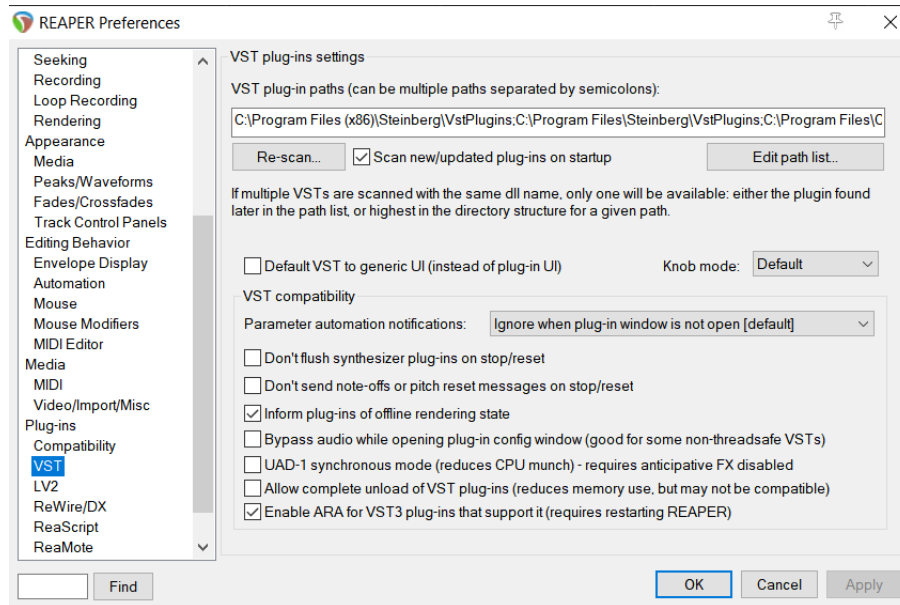 REAPER Preferences
Seeking
Recording
Loop Recording
Rendering
Appearance
Media
Peaks/Waveforms
Fades/Crossfades
Track Control Panels
Editing Behavior
Envelope Display
Automation
Mouse
Mouse Modifiers
MIDI Editor
Media
MIDI
Video/Import/Misc
Plug-ins
Compatibility
VST
LV2
ReWire/DX
ReaScript
ReaMote
Find
VST plug-ins settings
VST plug-in paths (can be multiple paths separated by semicolons):
C:\Program Files (x86)\Steinberg\VstPlugins;C:\Program Files\Steinberg\VstPlugins;C:\Program Files\C
Re-scan... Scan new/updated plug-ins on startup Edit path list...
If multiple VSTs are scanned with the same dll name, only one will be available: either the plugin found
later in the path list, or highest in the directory structure for a given path.
Default VST to generic UI (instead of plug-in UI) Knob mode: Default
VST compatibility
Parameter automation notifications: Ignore when plug-in window is not open [default]
Don't flush synthesizer plug-ins on stop/reset
Don't send note-offs or pitch reset messages on stop/reset
Inform plug-ins of offline rendering state
Bypass audio while opening plug-in config window (good for some non-threadsafe VSTs)
UAD-1 synchronous mode (reduces CPU munch) - requires anticipative FX disabled
Allow complete unload of VST plug-ins (reduces memory use, but may not be compatible)
Enable ARA for VST3 plug-ins that support it (requires restarting REAPER)
OK Cancel Apply